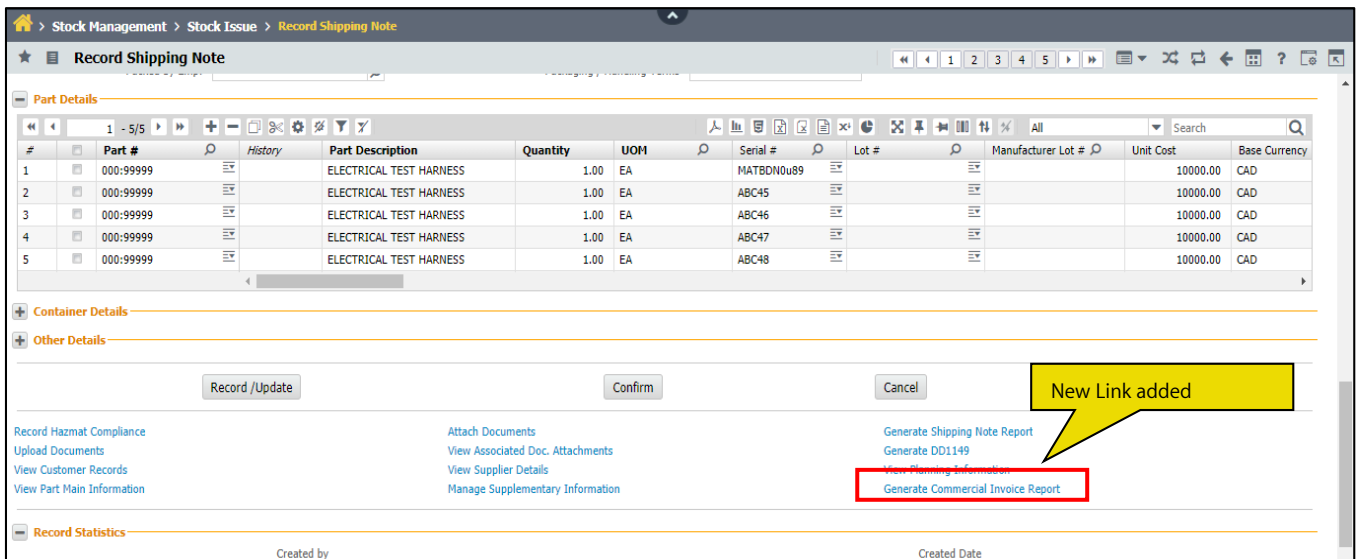 > Stock Management > Stock Issue > Record Shipping Note
Record Shipping Note 1 2 3 4 5 ?
Part Details
1 - 5/5 All Search
# Part # History Part Description Quantity UOM Serial # Lot # Manufacturer Lot # Unit Cost Base Currency
1 000:99999 ELECTRICAL TEST HARNESS 1.00 EA MATBDN0u89 10000.00 CAD
2 000:99999 ELECTRICAL TEST HARNESS 1.00 EA ABC45 10000.00 CAD
3 000:99999 ELECTRICAL TEST HARNESS 1.00 EA ABC46 10000.00 CAD
4 000:99999 ELECTRICAL TEST HARNESS 1.00 EA ABC47 10000.00 CAD
5 000:99999 ELECTRICAL TEST HARNESS 1.00 EA ABC48 10000.00 CAD
Container Details
Other Details
Record /Update Confirm Cancel
New Link added
Record Hazmat Compliance Attach Documents Generate Shipping Note Report
Upload Documents View Associated Doc. Attachments Generate DD1149
View Customer Records View Supplier Details View Planning Information
View Part Main Information Manage Supplementary Information Generate Commercial Invoice Report
Record Statistics
Created by Created Date